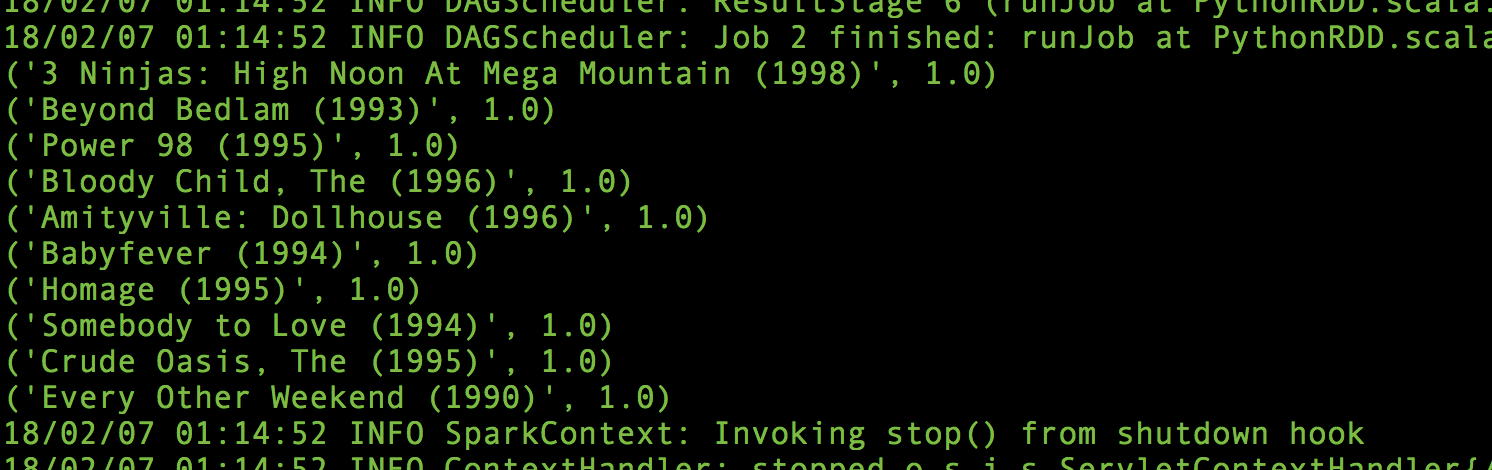 18/02/07 01:14:52 INFO DAGScheduler: ResultStage 6 (runJob at PythonRDD.scala:
18/02/07 01:14:52 INFO DAGScheduler: Job 2 finished: runJob at PythonRDD.scala
('3 Ninjas: High Noon At Mega Mountain (1998)', 1.0)
('Beyond Bedlam (1993)', 1.0)
('Power 98 (1995)', 1.0)
('Bloody Child, The (1996)', 1.0)
('Amityville: Dollhouse (1996)', 1.0)
('Babyfever (1994)', 1.0)
('Homage (1995)', 1.0)
('Somebody to Love (1994)', 1.0)
('Crude Oasis, The (1995)', 1.0)
('Every Other Weekend (1990)', 1.0)
18/02/07 01:14:52 INFO SparkContext: Invoking stop() from shutdown hook
18/02/07 01:14:52 INFO ContextHandler: stopped o.s.j.s.ServletContextHandler{/